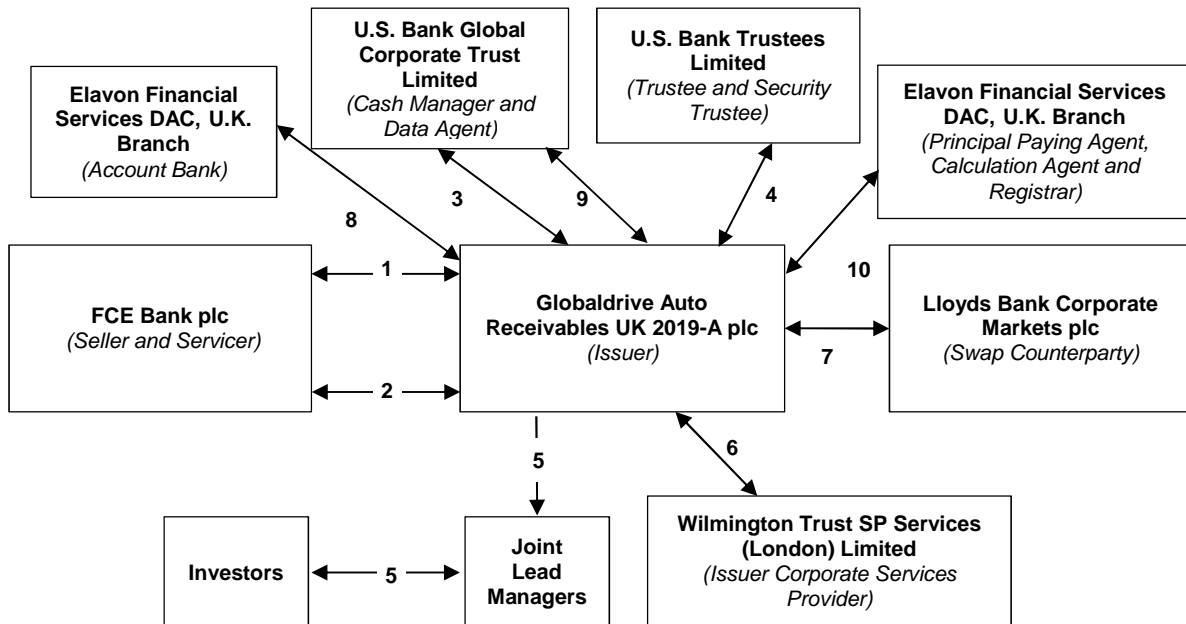 U.S. Bank Global
Corporate Trust
Limited
(Cash Manager and
Data Agent)
U.S. Bank Trustees
Limited
(Trustee and Security
Trustee)
Elavon Financial
Services DAC, U.K.
Branch
(Account Bank)
Elavon Financial Services
DAC, U.K. Branch
(Principal Paying Agent,
Calculation Agent and
Registrar)
8
3
9
4
10
FCE Bank plc
(Seller and Servicer)
1
2
Globaldrive Auto
Receivables UK 2019-A plc
(Issuer)
7
Lloyds Bank Corporate
Markets plc
(Swap Counterparty)
5
6
Investors
5
Joint
Lead
Managers
Wilmington Trust SP Services
(London) Limited
(Issuer Corporate Services
Provider)